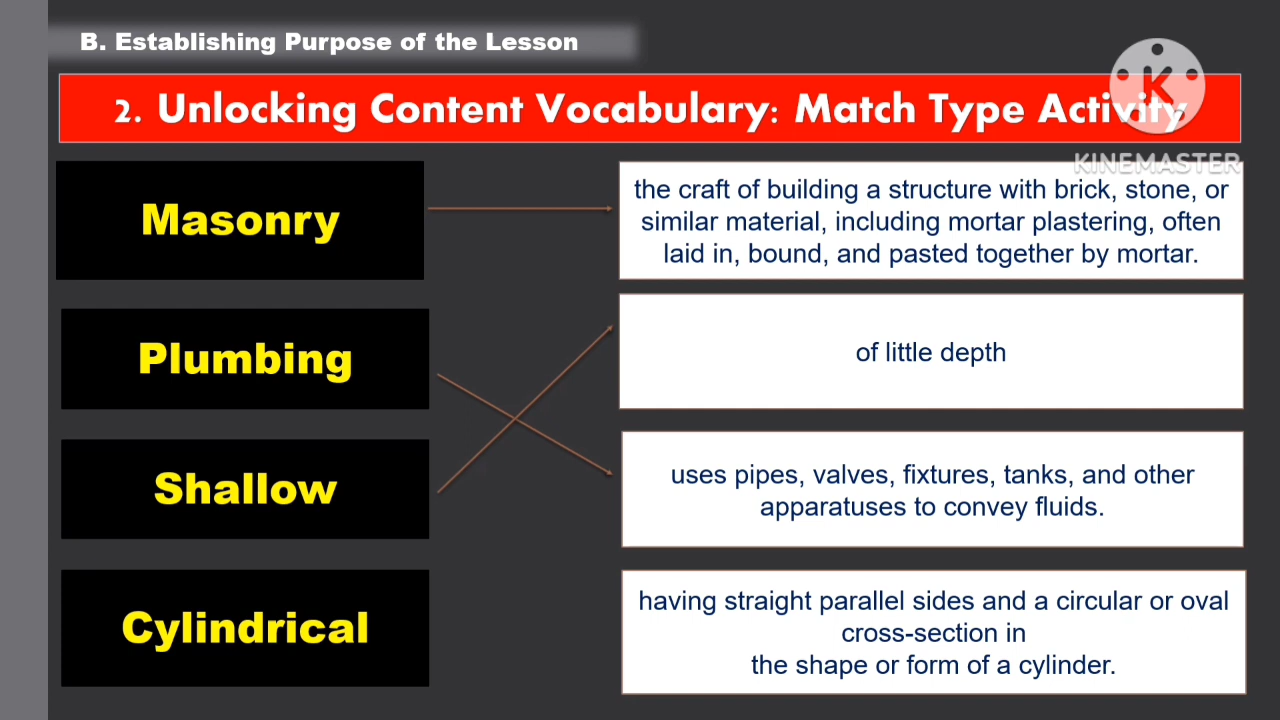 B. Establishing Purpose of the Lesson
2. Unlocking Content Vocabulary: Match Type Activity
K
KINEMASTER
Masonry
the craft of building a structure with brick, stone, or
similar material, including mortar plastering, often
laid in, bound, and pasted together by mortar.
Plumbing
of little depth
Shallow
uses pipes, valves, fixtures, tanks, and other
apparatuses to convey fluids.
Cylindrical
having straight parallel sides and a circular or oval
cross-section in
the shape or form of a cylinder.